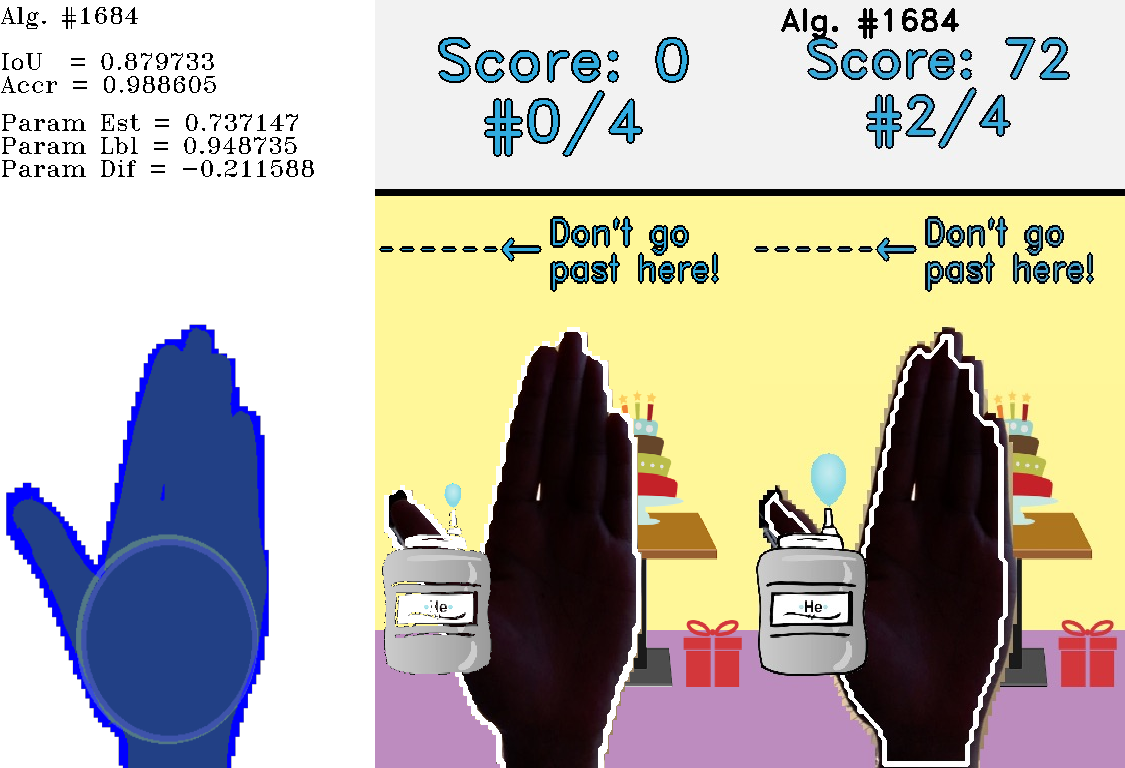 Alg. #1684
IoU = 0.879733
Accr = 0.988605
Param Est = 0.737147
Param Lbl = 0.948735
Param Dif = −0.211588
Score: 0
#0/4
Don't go
past here!
He
Alg. #1684
Score: 72
#2/4
Don't go
past here!
He